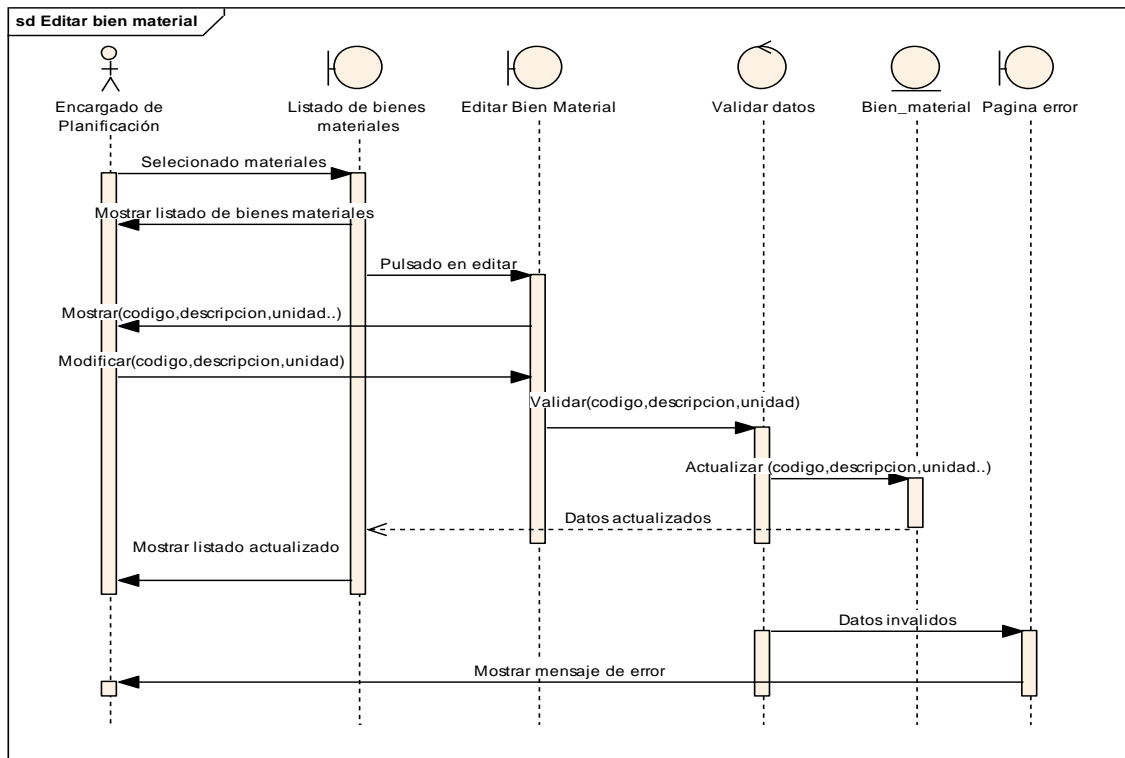 sd Editar bien material
Encargado de
Planificación
Listado de bienes
materiales
Editar Bien Material
Validar datos
Bien_material
Pagina error
Selecionado materiales
Mostrar listado de bienes materiales
Pulsado en editar
Mostrar(codigo,descripcion,unidad..)
Modificar(codigo,descripcion,unidad)
Validar(codigo,descripcion,unidad)
Actualizar (codigo,descripcion,unidad..)
Datos actualizados
Mostrar listado actualizado
Datos invalidos
Mostrar mensaje de error